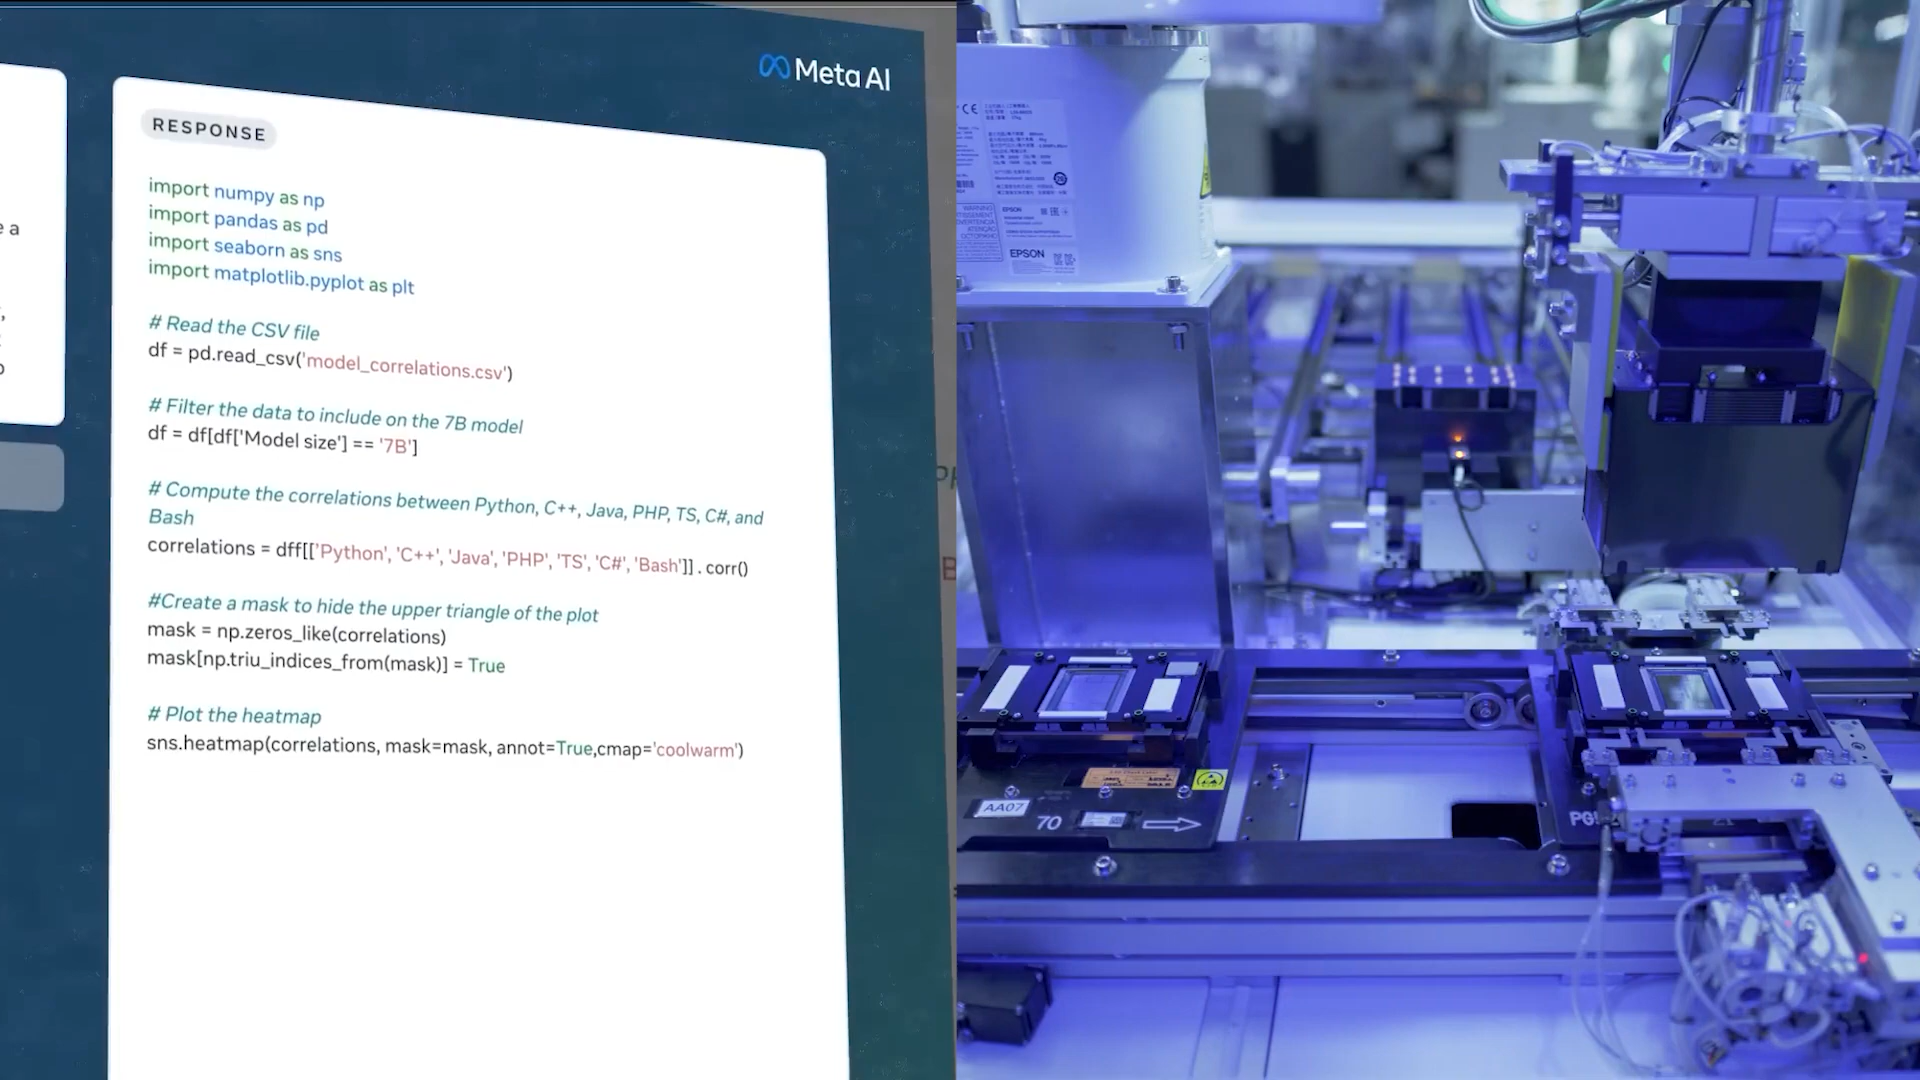 e a
,
Meta AI
RESPONSE
import numpy as np
import pandas as pd
import seaborn as sns
import matplotlib.pyplot as plt
# Read the CSV file
df = pd.read_csv('model_correlations.csv')
# Filter the data to include on the 7B model
df = df[df['Model size'] == '7B']
# Compute the correlations between Python, C++, Java, PHP, TS, C#, and
Bash
correlations = dff[['Python', 'C++', 'Java', 'PHP', 'TS', 'C#', 'Bash']] . corr()
#Create a mask to hide the upper triangle of the plot
mask = np.zeros_like(correlations)
mask[np.triu_indices_from(mask)] = True
# Plot the heatmap
sns.heatmap(correlations, mask=mask, annot=True,cmap='coolwarm')
CE
WARNING
EPSON
EPSON
AA07
70